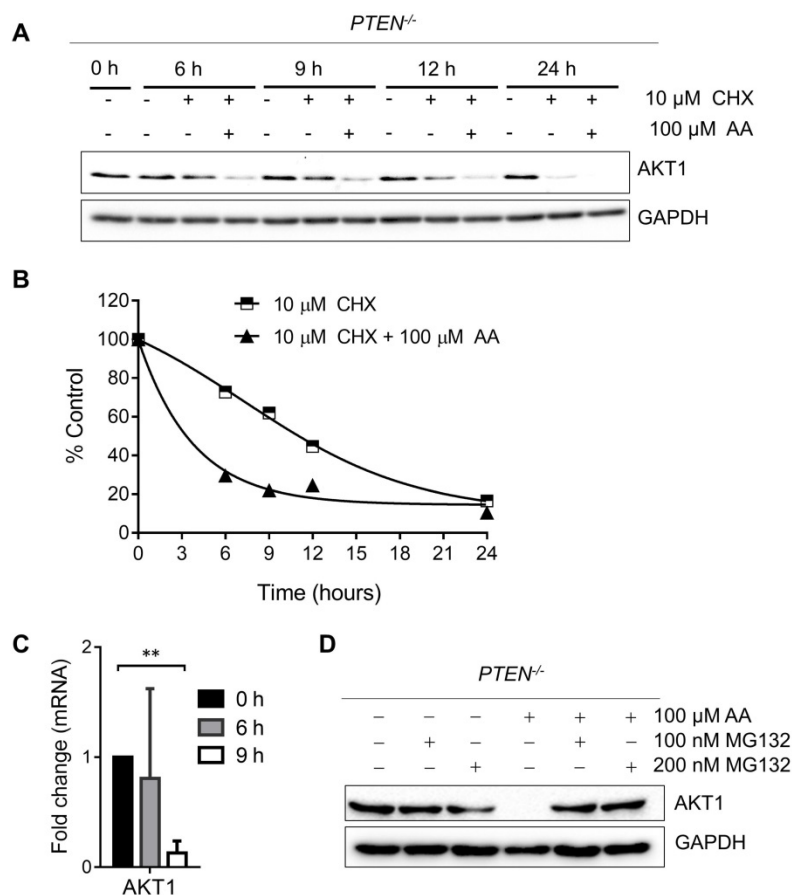 A
PTEN-/-
0 h 6 h 9 h 12 h 24 h
- - + + - + + - + + - + + 10 µM CHX
- - - + - - + - - + - - + 100 µM AA
AKT1
GAPDH
B
120
100
80
60
40
20
0
% Control
10 µM CHX
10 µM CHX + 100 µM AA
0 3 6 9 12 15 18 21 24
Time (hours)
C
Fold change (mRNA)
2
1
0
**
0 h
6 h
9 h
AKT1
D
PTEN-/-
– – – + + + 100 µM AA
– + – – + – 100 nM MG132
– – + – – + 200 nM MG132
AKT1
GAPDH